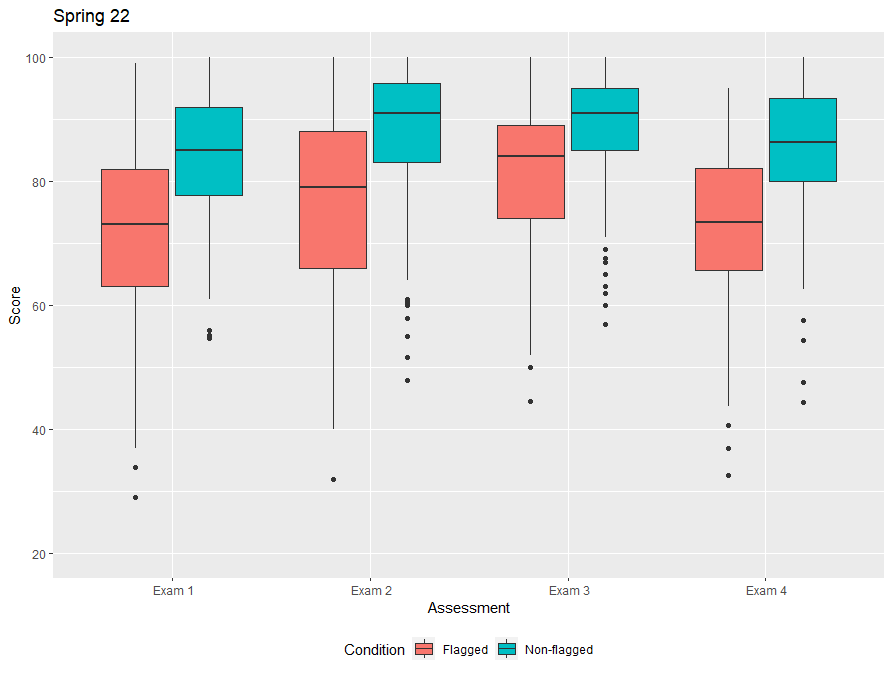 Spring 22
Score
100
80
60
40
20
Exam 1 Exam 2 Exam 3 Exam 4
Assessment
Condition Flagged Non-flagged